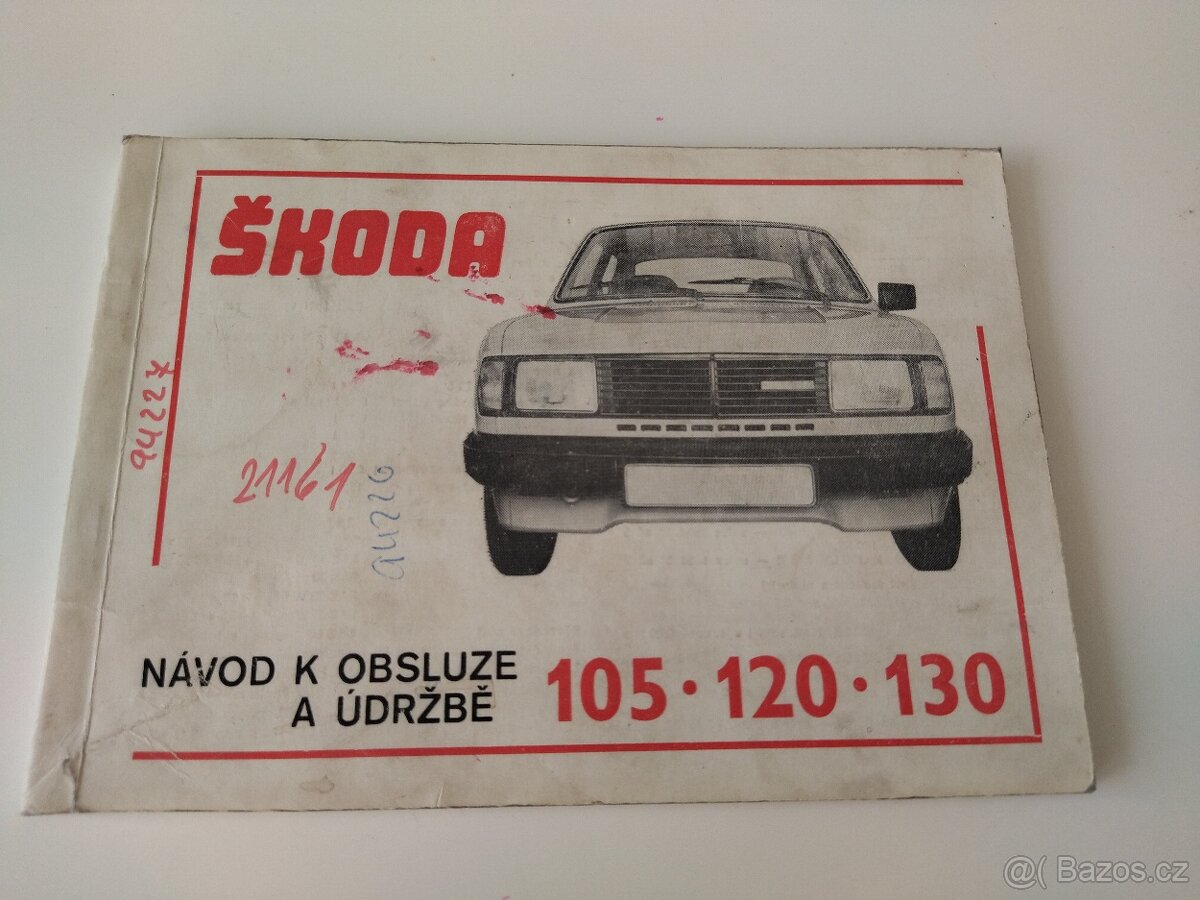 ŠKODA
94227
21161
94226
NÁVOD K OBSLUZE
A ÚDRŽBĚ
105 · 120 · 130
@( Bazos.cz